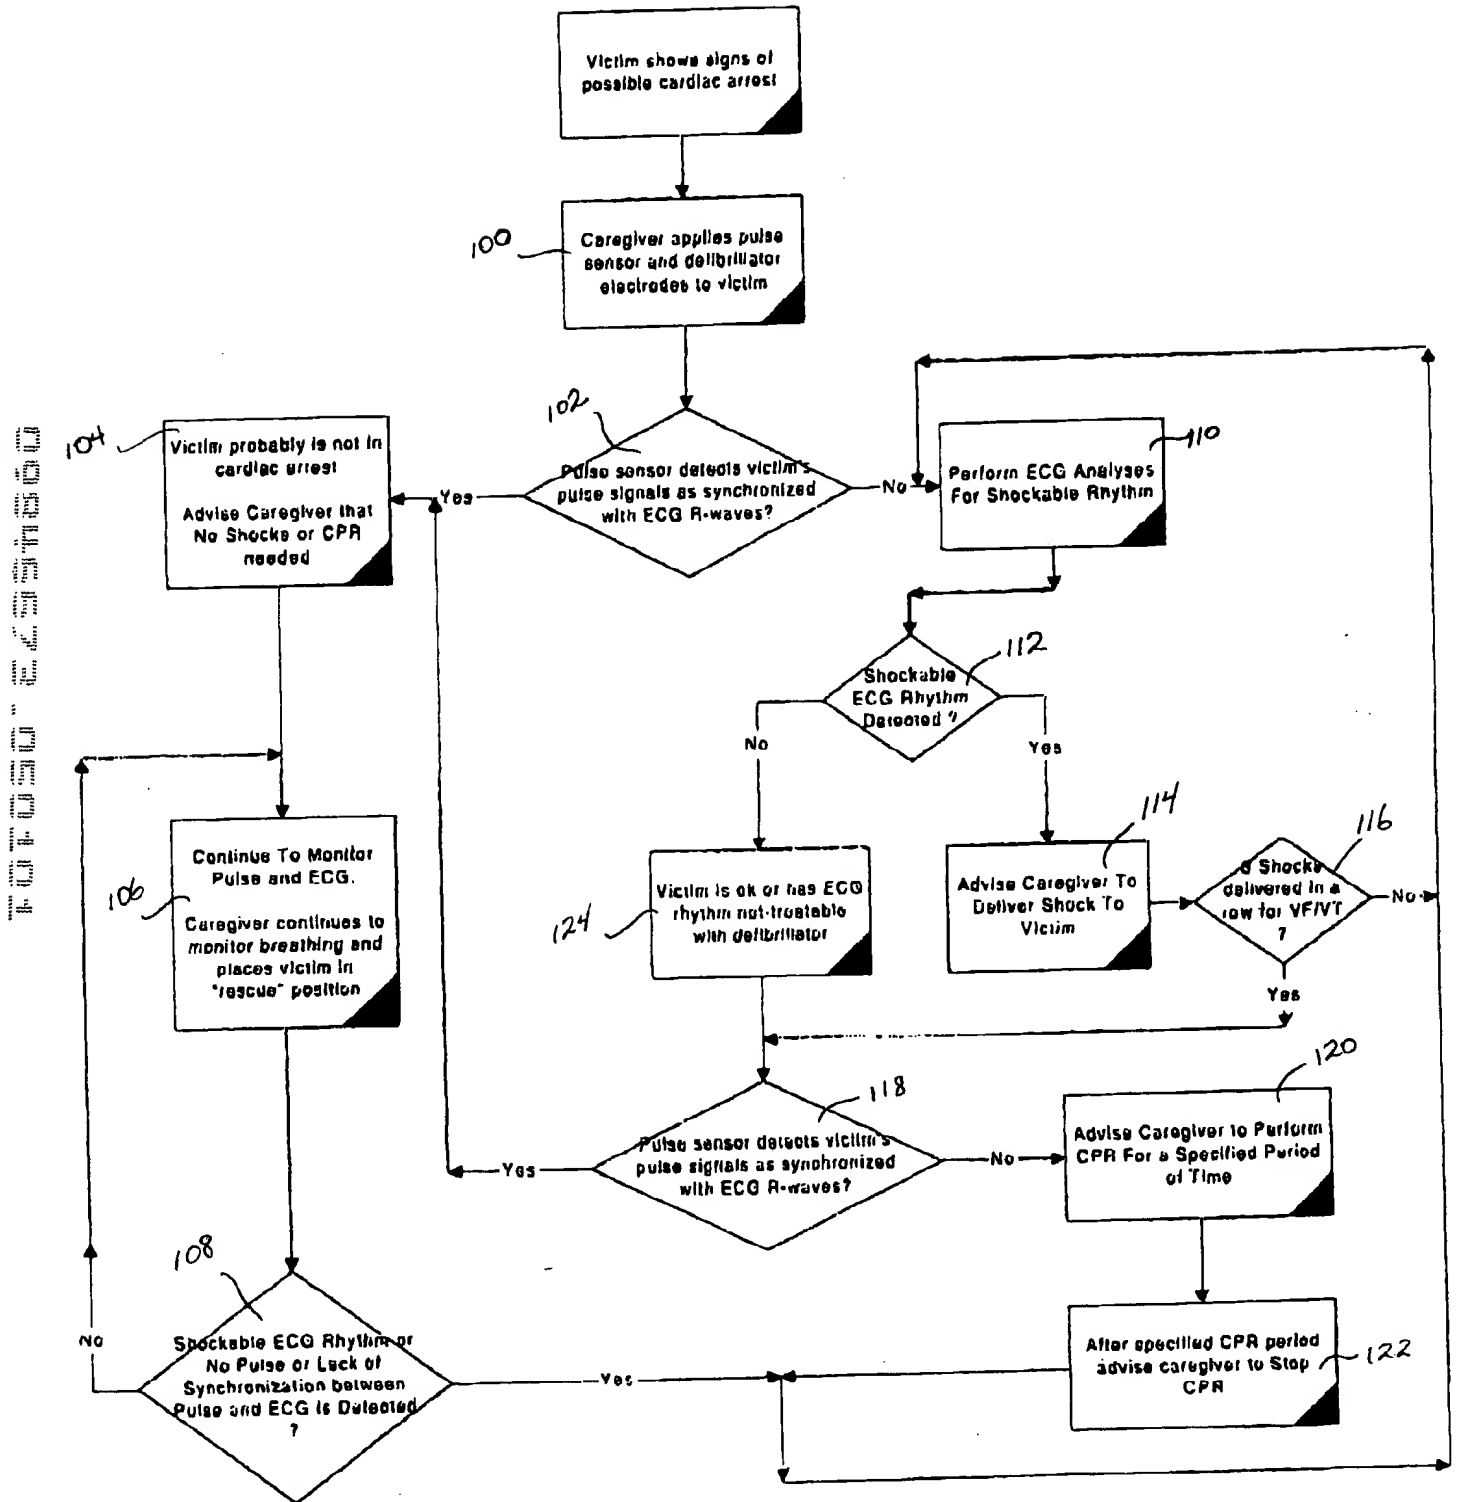 Victim shows signs of
possible cardiac arrest
100
Caregiver applies pulse
sensor and defibrillator
electrodes to victim
102
Pulse sensor detects victim's
pulse signals as synchronized
with ECG R-waves?
Yes
No
104
Victim probably is not in
cardiac arrest
Advise Caregiver that
No Shocks or CPR
needed
110
Perform ECG Analyses
For Shockable Rhythm
112
Shockable
ECG Rhythm
Detected ?
No
Yes
106
Continue To Monitor
Pulse and ECG.
Caregiver continues to
monitor breathing and
places victim in
"rescue" position
124
Victim is ok or has ECG
rhythm not-treatable
with defibrillator
114
Advise Caregiver To
Deliver Shock To
Victim
116
Shocks
delivered in a
row for VF/VT
?
No
Yes
118
Pulse sensor detects victim's
pulse signals as synchronized
with ECG R-waves?
Yes
No
120
Advise Caregiver to Perform
CPR For a Specified Period
of Time
108
Shockable ECG Rhythm or
No Pulse or Lack of
Synchronization between
Pulse and ECG is Detected
?
No
Yes
After specified CPR period
advise caregiver to Stop
CPR
122